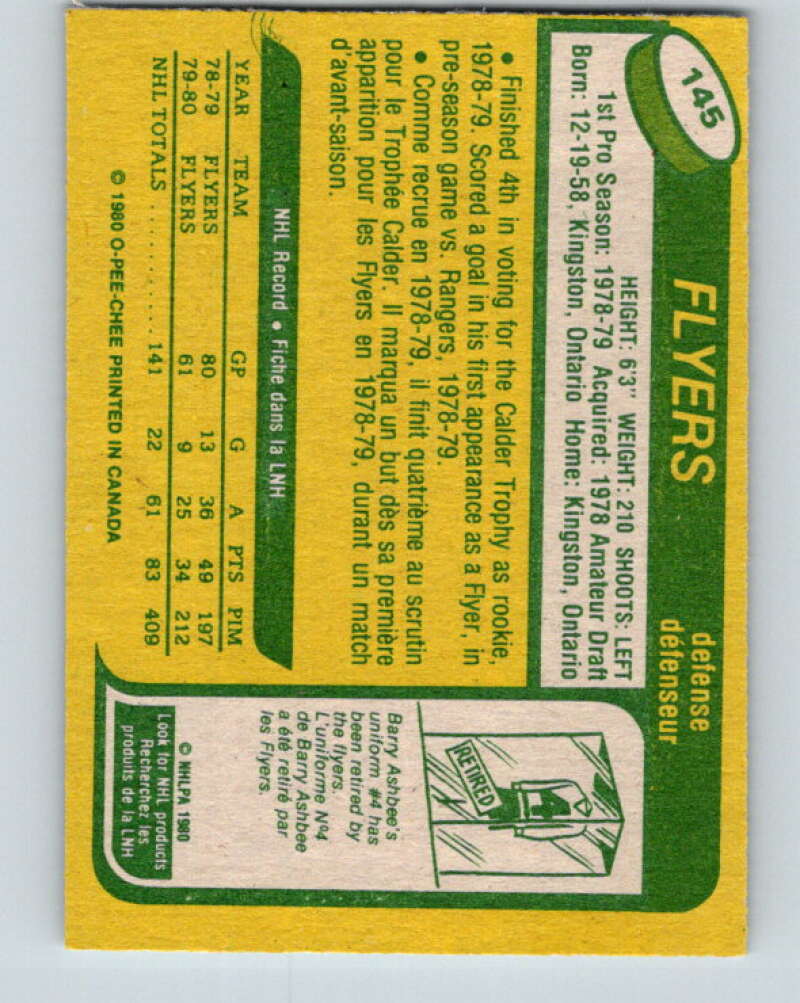 145
FLYERS
defense
défenseur
HEIGHT: 6'3" WEIGHT: 210 SHOOTS: LEFT
1st Pro Season: 1978-79 Acquired: 1978 Amateur Draft
Born: 12-19-58, Kingston, Ontario Home: Kingston, Ontario
• Finished 4th in voting for the Calder Trophy as rookie,
1978-79. Scored a goal in his first appearance as a Flyer, in
pre-season game vs. Rangers, 1978-79.
• Comme recrue en 1978-79, il finit quatrième au scrutin
pour le Trophée Calder. Il marqua un but dès sa première
apparition pour les Flyers en 1978-79, durant un match
d'avant-saison.
NHL Record • Fiche dans la LNH
YEAR TEAM GP G A PTS PIM
78-79 FLYERS 80 13 36 49 197
79-80 FLYERS 61 9 25 34 212
NHL TOTALS .......... 141 22 61 83 409
© 1980 O-PEE-CHEE PRINTED IN CANADA
4
RETIRED
Barry Ashbee's
uniform #4 has
been retired by
the flyers.
L'uniforme Nº4
de Barry Ashbee
a été retiré par
les Flyers.
© NHLPA 1980
Look for NHL products
Recherchez les
produits de la LNH